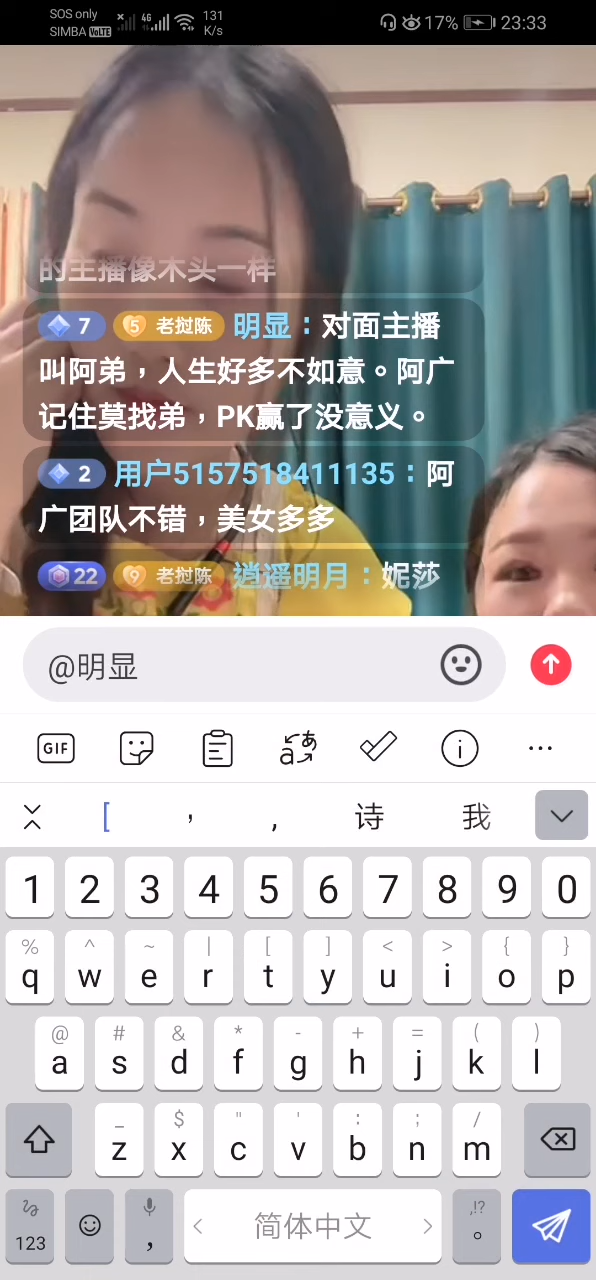 SOS only
SIMBA VoLTE
4G
131
K/s
17%
23:33
的主播像木头一样
7 5 老挝陈 明显：对面主播
叫阿弟，人生好多不如意。阿广
记住莫找弟，PK赢了没意义。
2 用户5157518411135：阿
广团队不错，美女多多
22 9 老挝陈 逍遥明月：妮莎
@明显
GIF
aあ
[ ， , 诗 我
1 2 3 4 5 6 7 8 9 0
% ^ ~ | [ ] < > { }
q w e r t y u i o p
@ # & * - + = ( )
a s d f g h j k l
_ $ " ' : ; /
z x c v b n m
,!?
123 , 简体中文 。